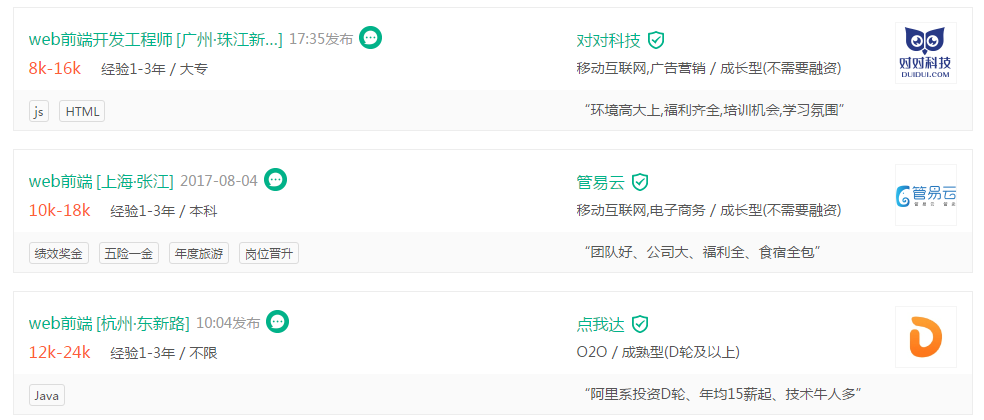 web前端开发工程师 [广州·珠江新...] 17:35发布
对对科技
8k-16k 经验1-3年 / 大专
移动互联网,广告营销 / 成长型(不需要融资)
对对科技
DUIDUI.COM
js HTML
“环境高大上,福利齐全,培训机会,学习氛围”
web前端 [上海·张江] 2017-08-04
管易云
10k-18k 经验1-3年 / 本科
移动互联网,电子商务 / 成长型(不需要融资)
管易云
绩效奖金 五险一金 年度旅游 岗位晋升
“团队好、公司大、福利全、食宿全包”
web前端 [杭州·东新路] 10:04发布
点我达
12k-24k 经验1-3年 / 不限
O2O / 成熟型(D轮及以上)
Java
“阿里系投资D轮、年均15薪起、技术牛人多”